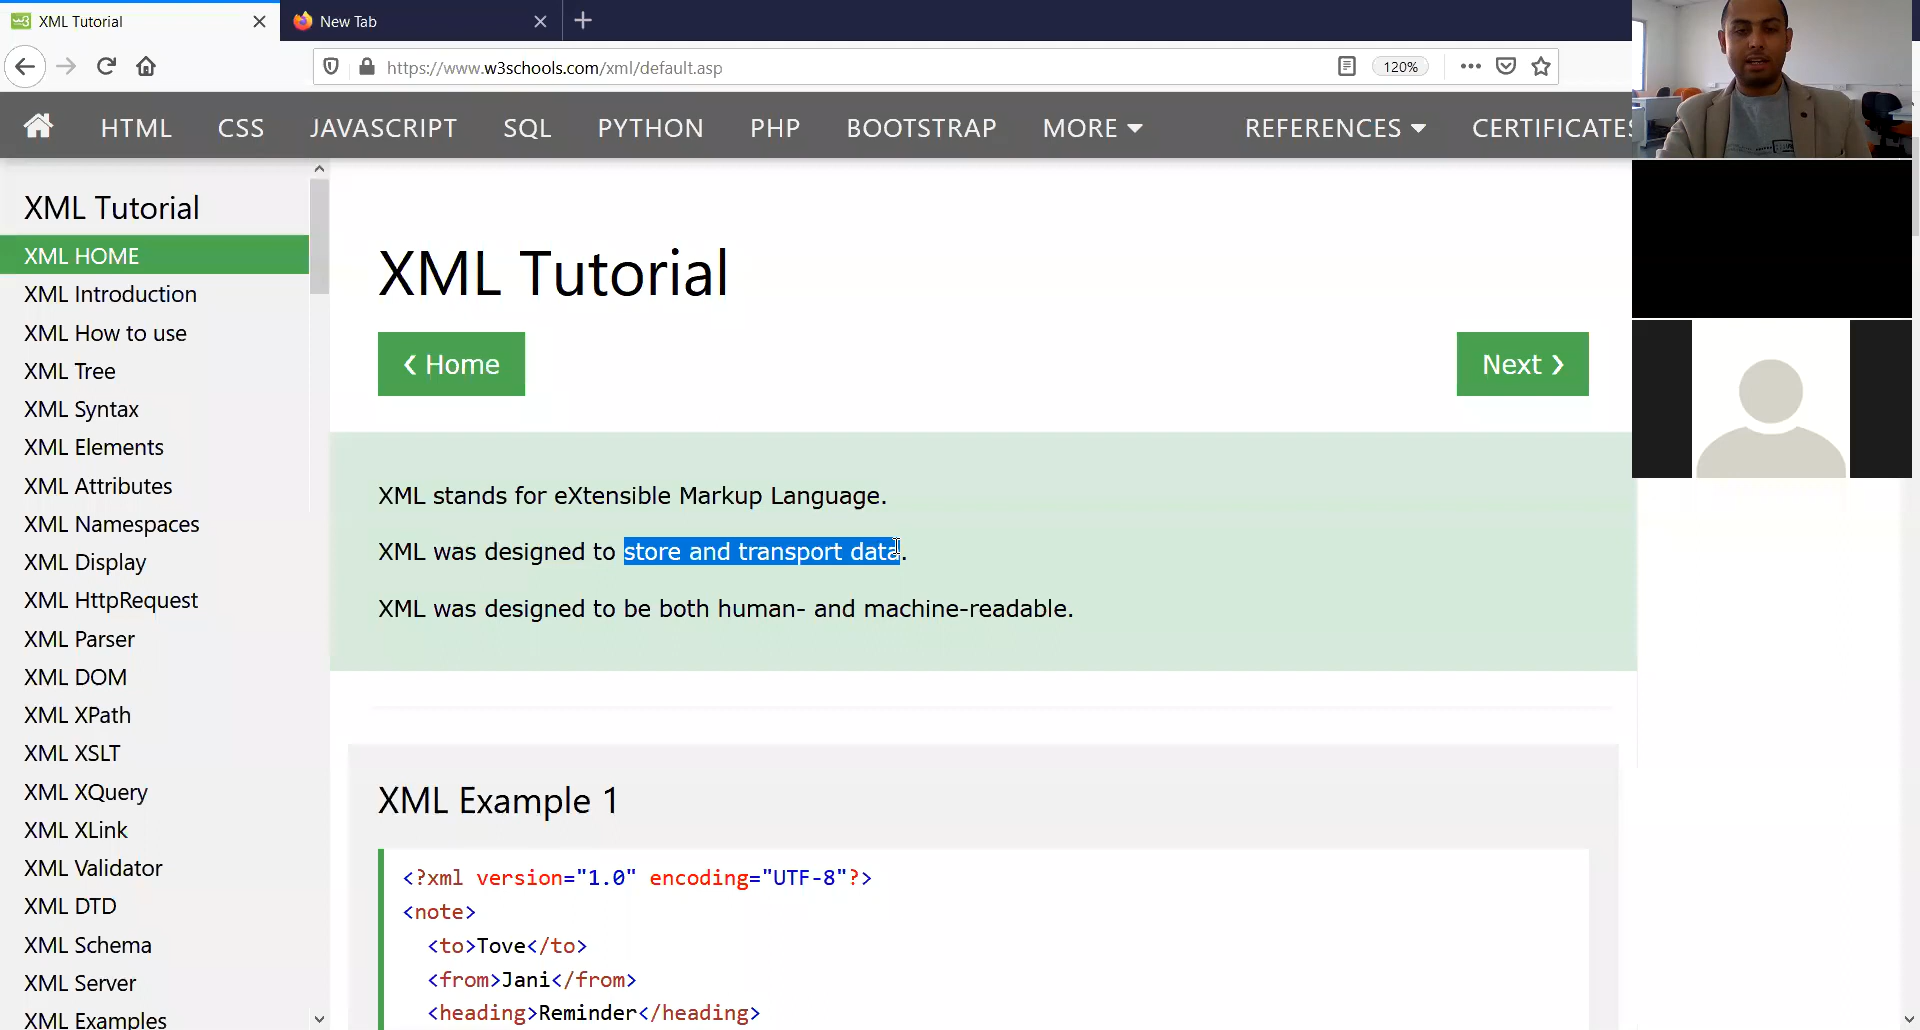 XML Tutorial
New Tab
https://www.w3schools.com/xml/default.asp
120%
HTML
CSS
JAVASCRIPT
SQL
PYTHON
PHP
BOOTSTRAP
MORE
REFERENCES
CERTIFICATES
XML Tutorial
XML HOME
XML Introduction
XML How to use
XML Tree
XML Syntax
XML Elements
XML Attributes
XML Namespaces
XML Display
XML HttpRequest
XML Parser
XML DOM
XML XPath
XML XSLT
XML XQuery
XML XLink
XML Validator
XML DTD
XML Schema
XML Server
XML Examples
XML Tutorial
❮ Home
Next ❯
XML stands for eXtensible Markup Language.
XML was designed to store and transport data.
XML was designed to be both human- and machine-readable.
XML Example 1
<?xml version="1.0" encoding="UTF-8"?>
<note>
<to>Tove</to>
<from>Jani</from>
<heading>Reminder</heading>